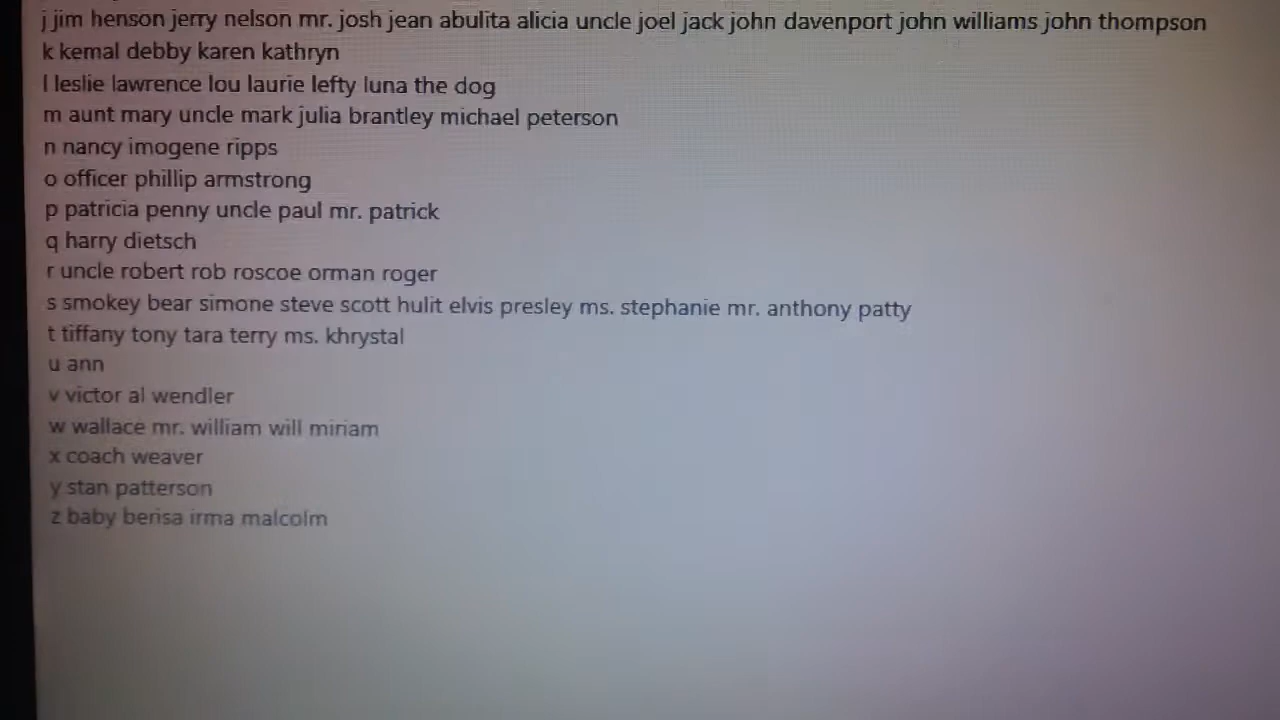 j jim henson jerry nelson mr. josh jean abulita alicia uncle joel jack john davenport john williams john thompson
k kemal debby karen kathryn
l leslie lawrence lou laurie lefty luna the dog
m aunt mary uncle mark julia brantley michael peterson
n nancy imogene ripps
o officer phillip armstrong
p patricia penny uncle paul mr. patrick
q harry dietsch
r uncle robert rob roscoe orman roger
s smokey bear simone steve scott hulit elvis presley ms. stephanie mr. anthony patty
t tiffany tony tara terry ms. khrystal
u ann
v victor al wendler
w wallace mr. william will miriam
x coach weaver
y stan patterson
z baby berisa irma malcolm